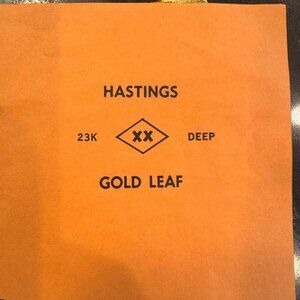 HASTINGS
23K XX DEEP
GOLD LEAF